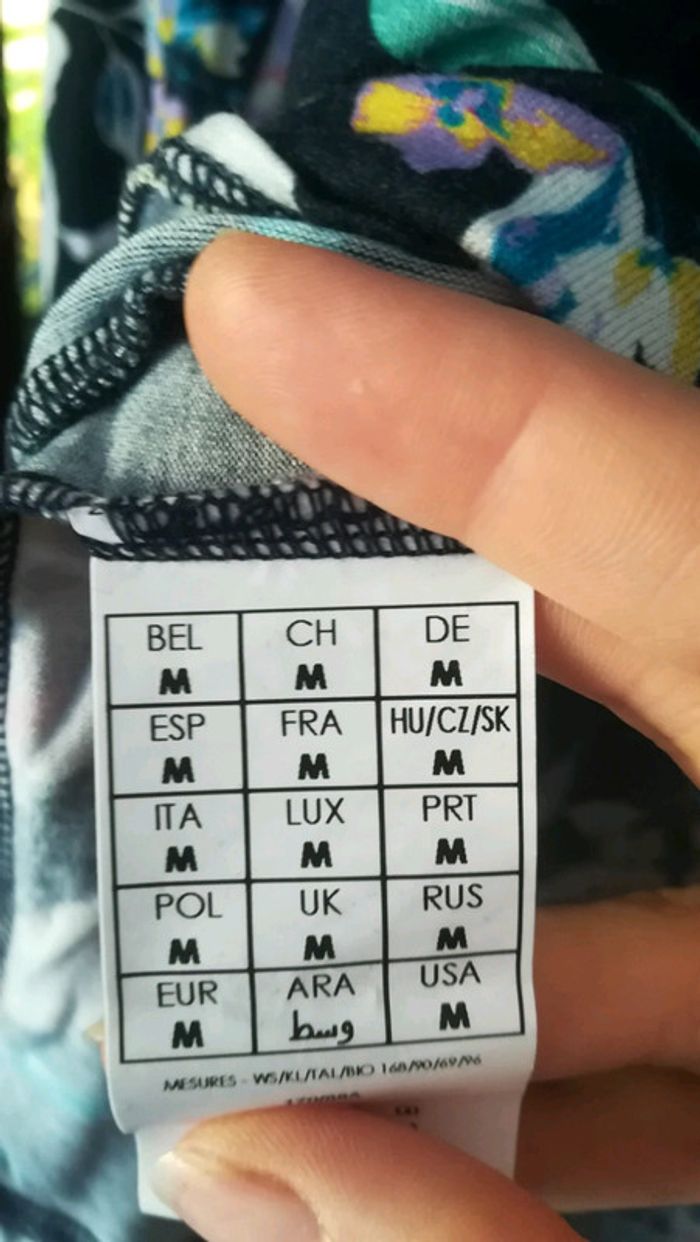 BEL CH DE
M M M
ESP FRA HU/CZ/SK
M M M
ITA LUX PRT
M M M
POL UK RUS
M M M
EUR ARA USA
M وسط M
MESURES - WS/KL/TAL/BIO 168/90/69/96